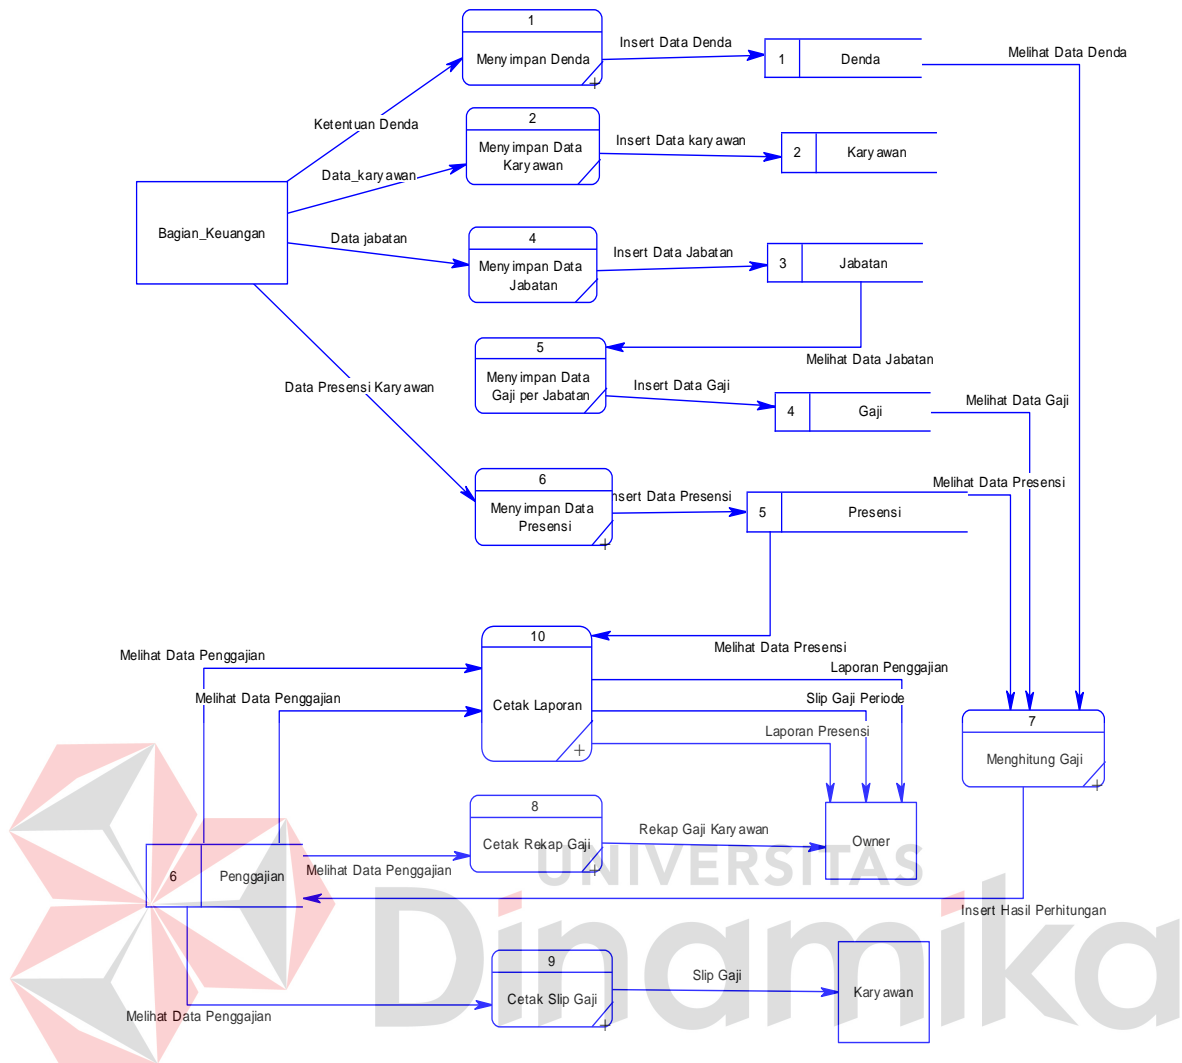 1
Menyimpan Denda
Insert Data Denda
1
Denda
Melihat Data Denda
Ketentuan Denda
2
Menyimpan Data
Karyawan
Insert Data karyawan
2
Karyawan
Data_karyawan
Bagian_Keuangan
Data jabatan
4
Menyimpan Data
Jabatan
Insert Data Jabatan
3
Jabatan
Melihat Data Jabatan
5
Menyimpan Data
Gaji per Jabatan
Insert Data Gaji
4
Gaji
Melihat Data Gaji
Data Presensi Karyawan
6
Menyimpan Data
Presensi
nsert Data Presensi
5
Presensi
Melihat Data Presensi
10
Cetak Laporan
Melihat Data Presensi
Melihat Data Penggajian
Melihat Data Penggajian
Laporan Penggajian
Slip Gaji Periode
Laporan Presensi
7
Menghitung Gaji
8
Cetak Rekap Gaji
Rekap Gaji Karyawan
Owner
6
Penggajian
Melihat Data Penggajian
Insert Hasil Perhitungan
9
Cetak Slip Gaji
Slip Gaji
Karyawan
Melihat Data Penggajian
UNIVERSITAS
Dinamika